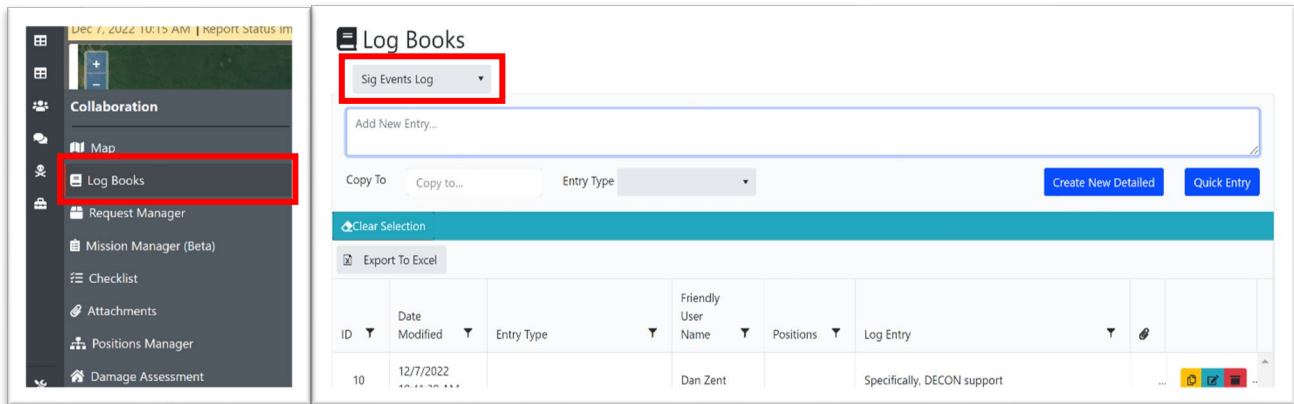 Dec 7, 2022 10:15 AM | Report Status Im
+
−
Collaboration
Map
Log Books
Request Manager
Mission Manager (Beta)
Checklist
Attachments
Positions Manager
Damage Assessment
Log Books
Sig Events Log
Add New Entry...
Copy To Copy to... Entry Type Create New Detailed Quick Entry
Clear Selection
Export To Excel
Friendly
Date User
ID Modified Entry Type Name Positions Log Entry
12/7/2022
10 Dan Zent Specifically, DECON support ... ..